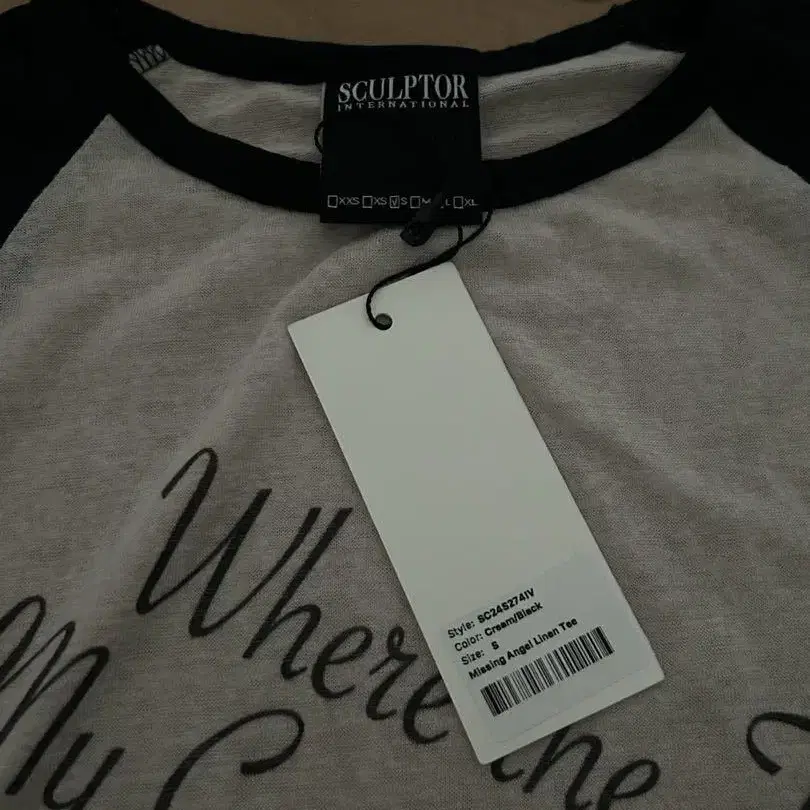 SCULPTOR
INTERNATIONAL
XXS XS S M L XL
Style: SC24S274IV
Color: Cream/Black
Size: S
Missing Angel Linen Tee
Where the
My